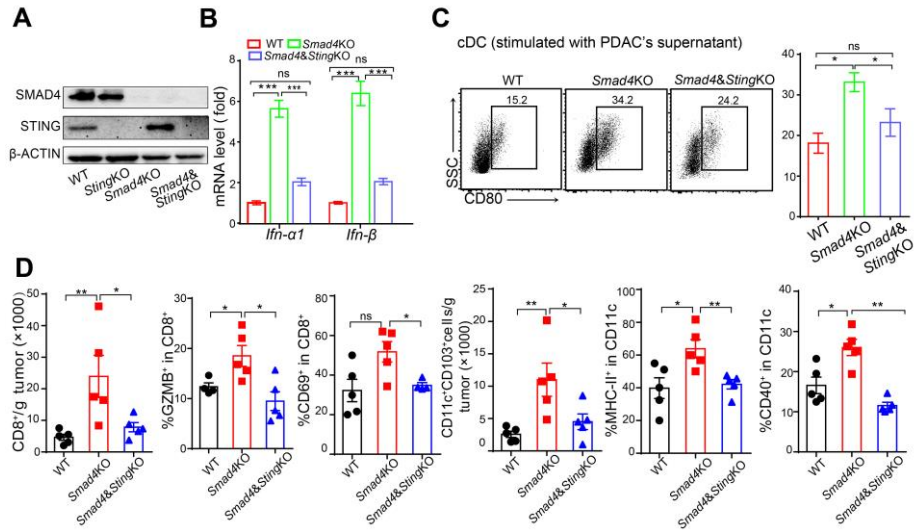 A
SMAD4
STING
β-ACTIN
WT
StingKO
Smad4KO
Smad4&
StingKO
B
WT
Smad4KO
Smad4&StingKO
mRNA level (fold)
8
6
4
2
0
ns
***
***
ns
***
***
Ifn-α1
Ifn-β
C
cDC (stimulated with PDAC's supernatant)
WT
Smad4KO
Smad4&StingKO
15.2
34.2
24.2
SSC
CD80
40
30
20
10
0
ns
*
*
WT
Smad4KO
Smad4&
StingKO
D
CD8⁺/g tumor (×1000)
50
40
30
20
10
0
**
*
WT
Smad4KO
Smad4&StingKO
%GZMB⁺ in CD8⁺
30
20
10
0
*
*
WT
Smad4KO
Smad4&StingKO
%CD69⁺ in CD8⁺
80
60
40
20
0
ns
*
WT
Smad4KO
Smad4&StingKO
CD11c⁺CD103⁺cell s/g
tumor (×1000)
25
20
15
10
5
0
**
*
WT
Smad4KO
Smad4&StingKO
%MHC-II⁺ in CD11c
100
80
60
40
20
0
*
**
WT
Smad4KO
Smad4&StingKO
%CD40⁺ in CD11c
40
30
20
10
0
*
**
WT
Smad4KO
Smad4&StingKO